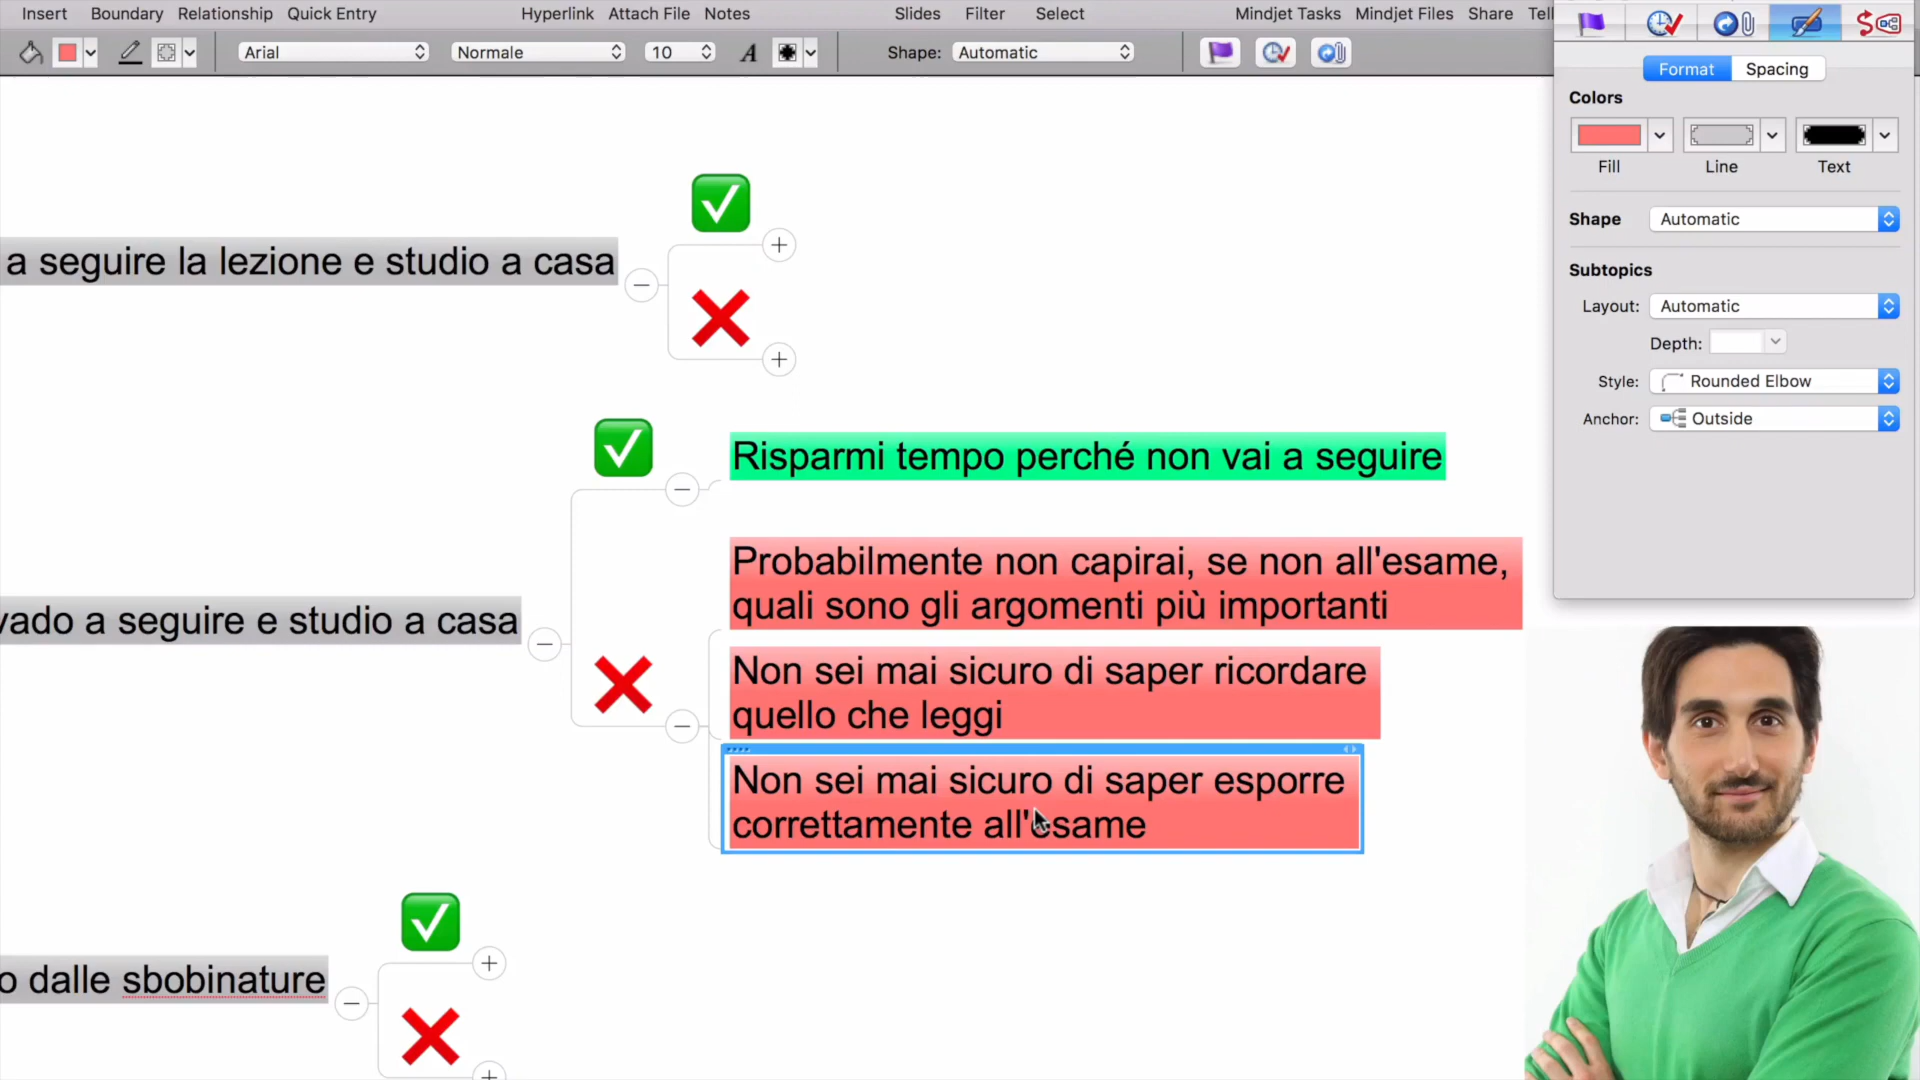 Insert Boundary Relationship Quick Entry Hyperlink Attach File Notes Slides Filter Select Mindjet Tasks Mindjet Files Share Tell
Arial Normale 10 A Shape: Automatic
Format Spacing
Colors
Fill Line Text
Shape Automatic
Subtopics
Layout: Automatic
Depth:
Style: Rounded Elbow
Anchor: Outside
a seguire la lezione e studio a casa
Risparmi tempo perché non vai a seguire
Probabilmente non capirai, se non all'esame,
quali sono gli argomenti più importanti
vado a seguire e studio a casa
Non sei mai sicuro di saper ricordare
quello che leggi
Non sei mai sicuro di saper esporre
correttamente all'esame
o dalle sbobinature